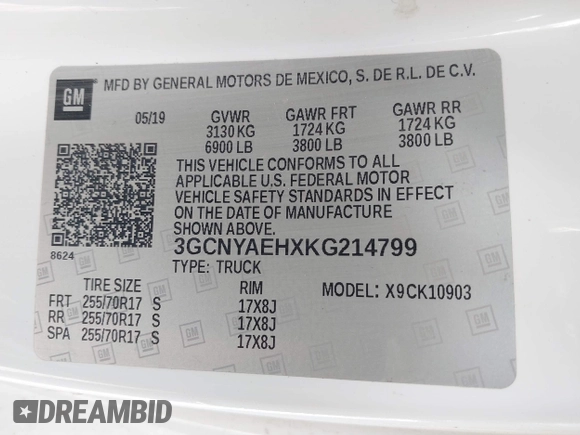 GM
MFD BY GENERAL MOTORS DE MEXICO, S. DE R.L. DE C.V.
05/19 GVWR GAWR FRT GAWR RR
3130 KG 1724 KG 1724 KG
6900 LB 3800 LB 3800 LB
THIS VEHICLE CONFORMS TO ALL
APPLICABLE U.S. FEDERAL MOTOR
VEHICLE SAFETY STANDARDS IN EFFECT
ON THE DATE OF MANUFACTURE
SHOWN ABOVE.
8624
3GCNYAEHXKG214799
TYPE: TRUCK
TIRE SIZE RIM MODEL: X9CK10903
FRT 255/70R17 S 17X8J
RR 255/70R17 S 17X8J
SPA 255/70R17 S 17X8J
DREAMBID